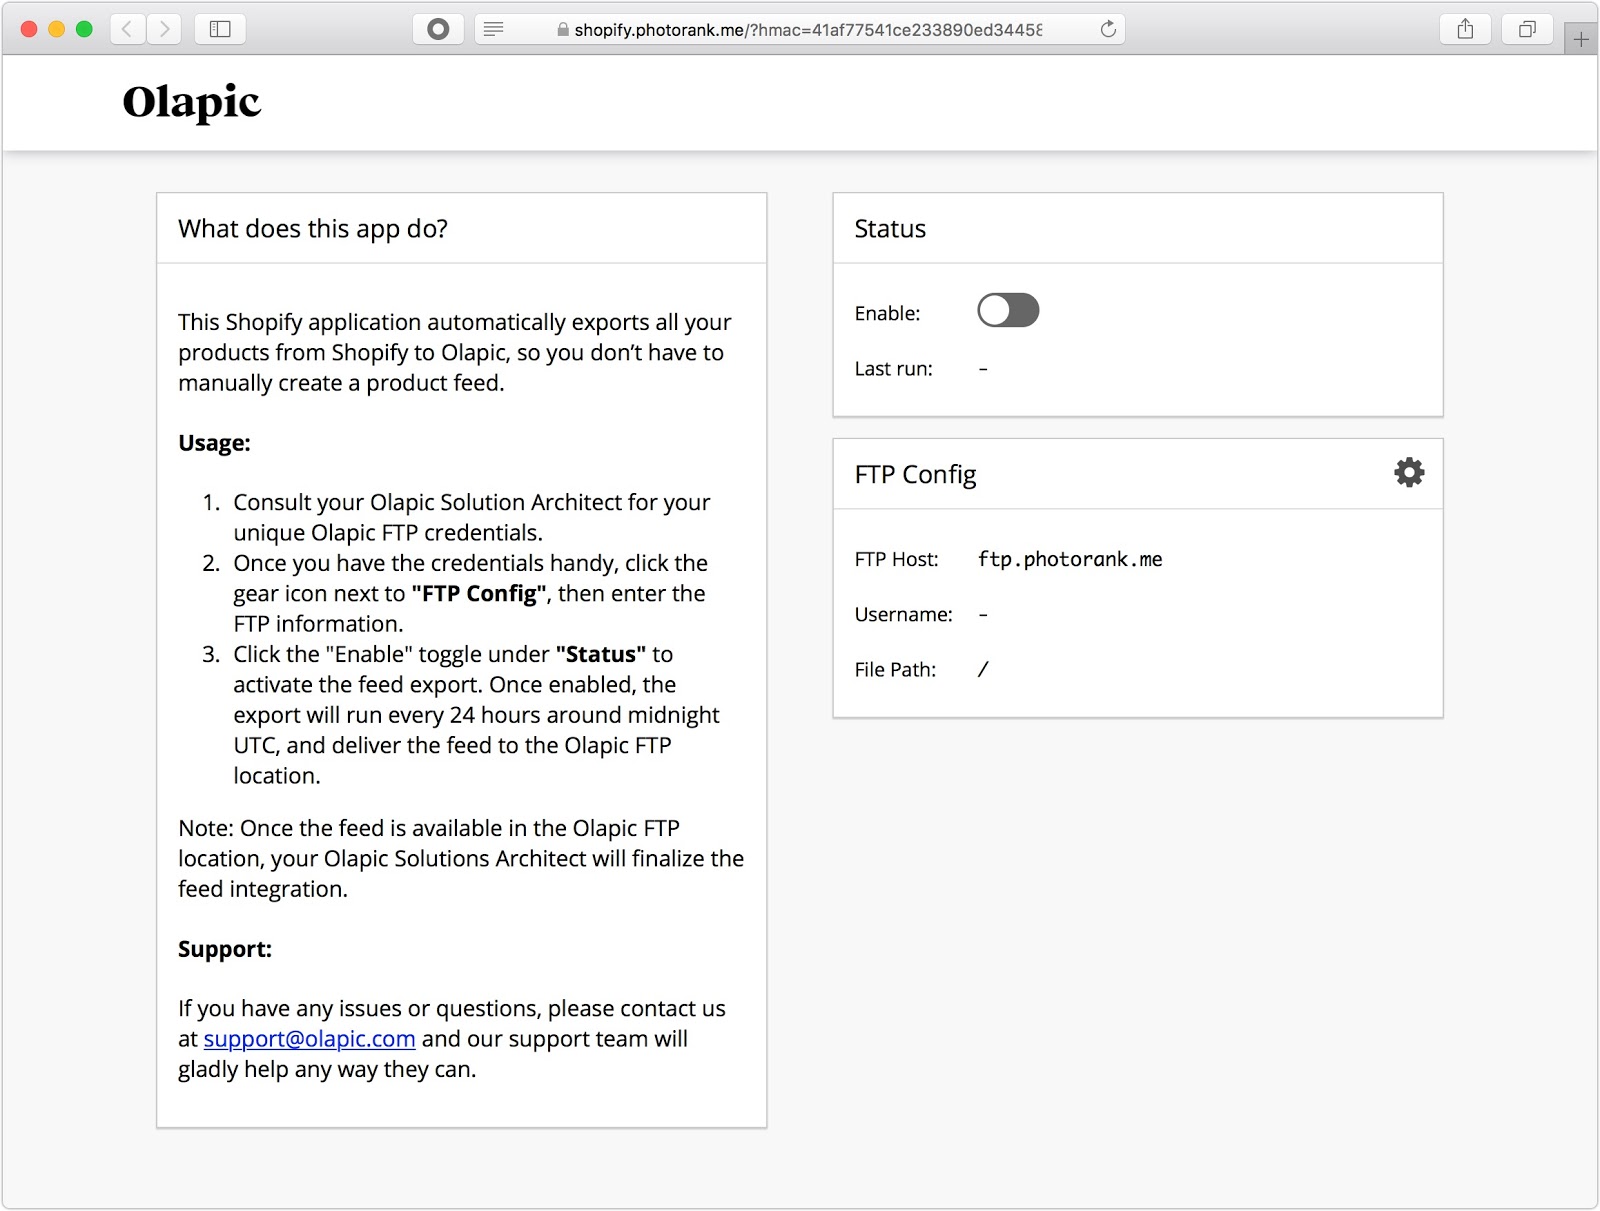 shopify.photorank.me/?hmac=41af77541ce233890ed34458
Olapic
What does this app do?
This Shopify application automatically exports all your
products from Shopify to Olapic, so you don’t have to
manually create a product feed.
Usage:
1. Consult your Olapic Solution Architect for your
unique Olapic FTP credentials.
2. Once you have the credentials handy, click the
gear icon next to "FTP Config", then enter the
FTP information.
3. Click the "Enable" toggle under "Status" to
activate the feed export. Once enabled, the
export will run every 24 hours around midnight
UTC, and deliver the feed to the Olapic FTP
location.
Note: Once the feed is available in the Olapic FTP
location, your Olapic Solutions Architect will finalize the
feed integration.
Support:
If you have any issues or questions, please contact us
at support@olapic.com and our support team will
gladly help any way they can.
Status
Enable:
Last run: -
FTP Config
FTP Host: ftp.photorank.me
Username: -
File Path: /